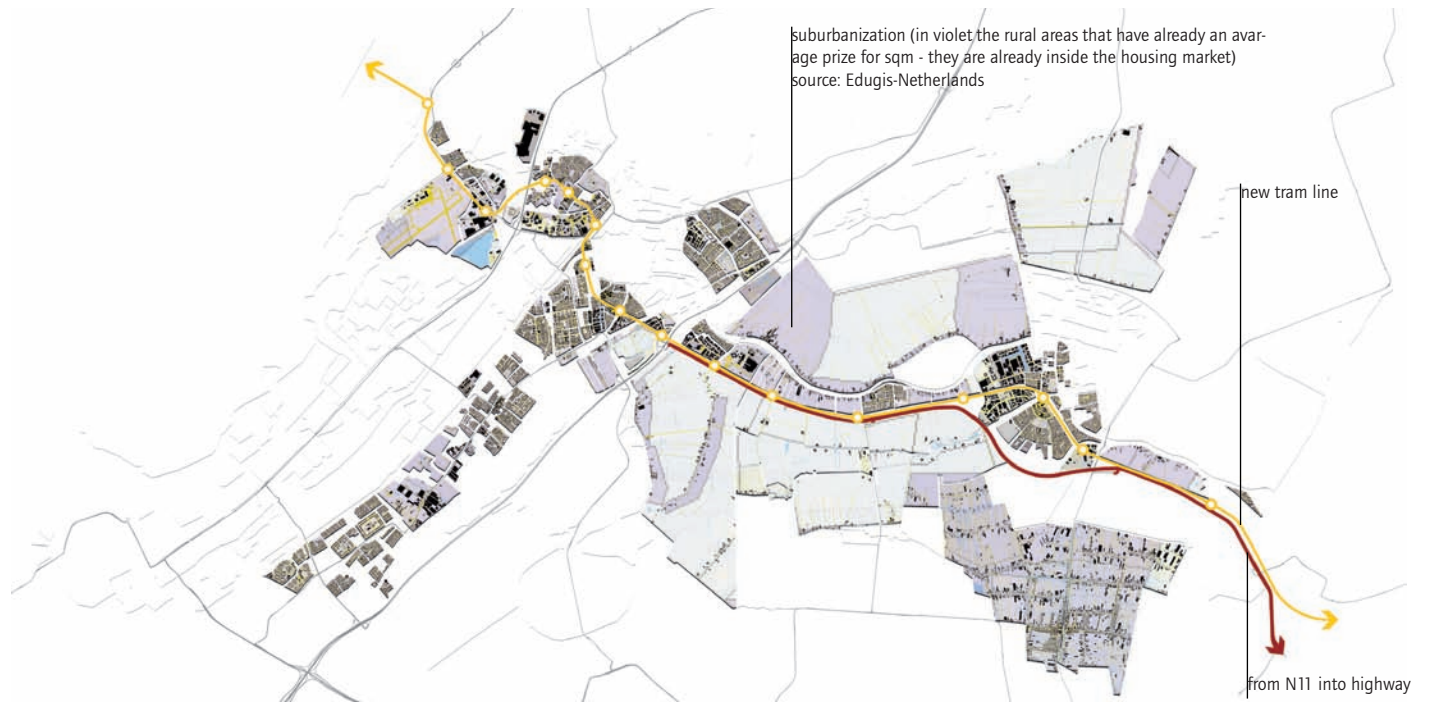 suburbanization (in violet the rural areas that have already an avar-
age prize for sqm - they are already inside the housing market)
source: Edugis-Netherlands
new tram line
from N11 into highway